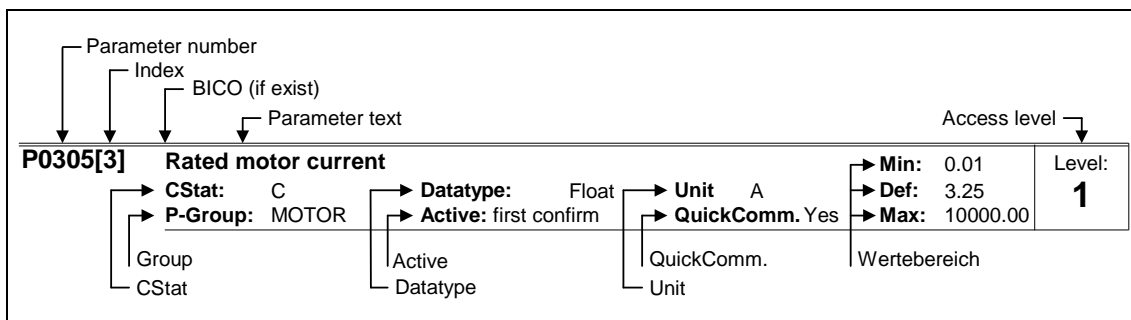 Parameter number
Index
BICO (if exist)
Parameter text Access level
P0305[3] Rated motor current Min: 0.01 Level:
CStat: C Datatype: Float Unit A Def: 3.25 1
P-Group: MOTOR Active: first confirm QuickComm. Yes Max: 10000.00
Group Active QuickComm. Wertebereich
CStat Datatype Unit